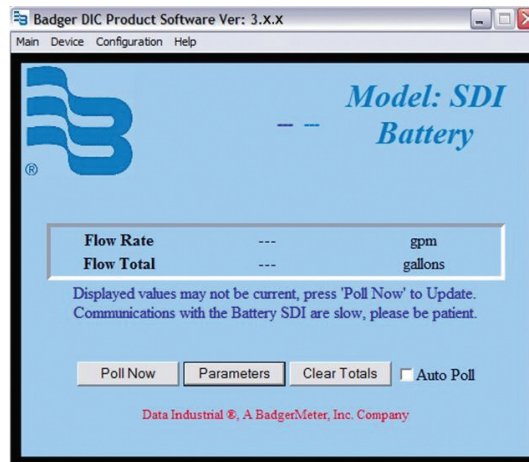 Badger DIC Product Software Ver: 3.x.x
Main Device Configuration Help
Model: SDI
Battery
®
Flow Rate --- gpm
Flow Total --- gallons
Displayed values may not be current, press 'Poll Now' to Update.
Communications with the Battery SDI are slow, please be patient.
Poll Now Parameters Clear Totals Auto Poll
Data Industrial ®, A BadgerMeter, Inc. Company